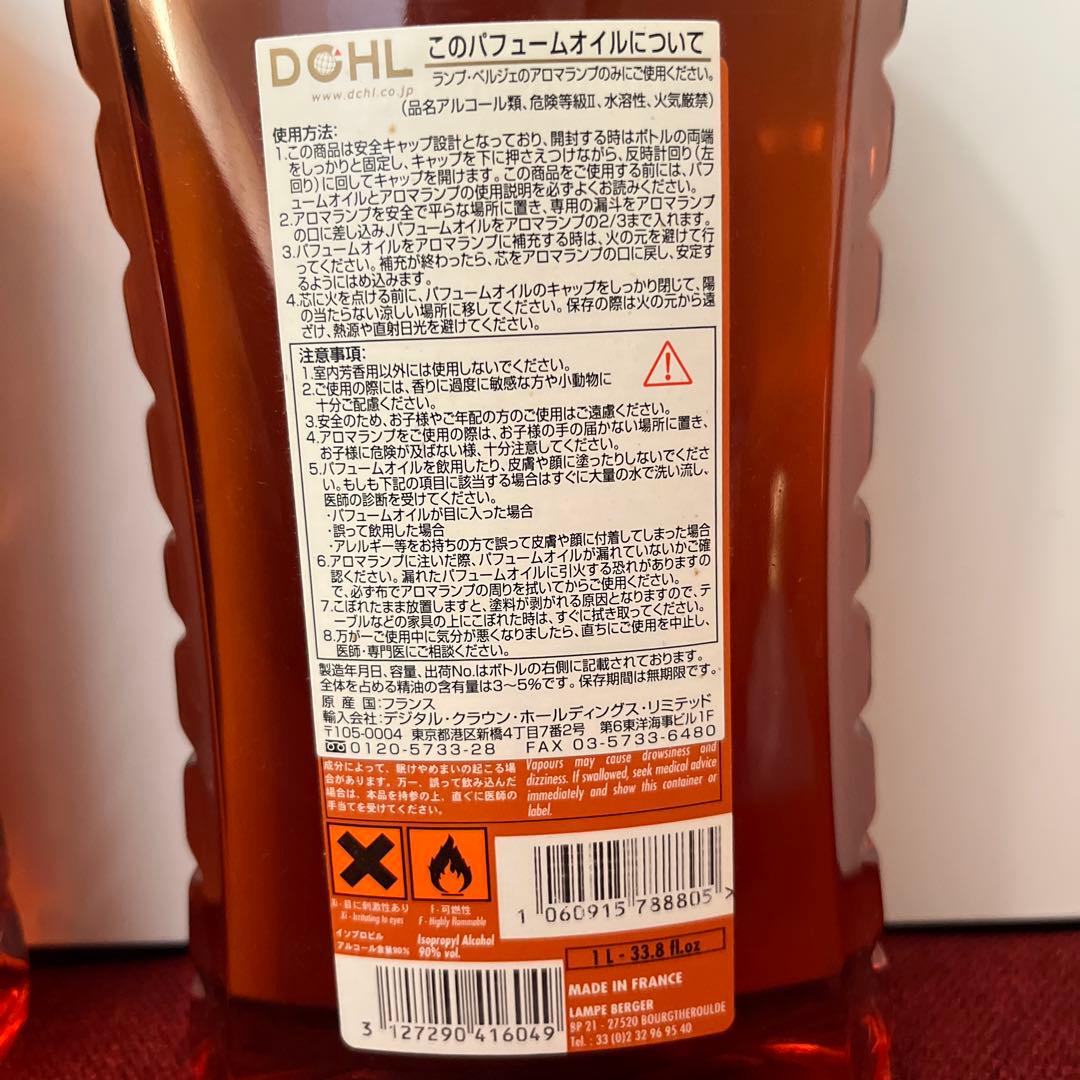 DCHL このパフュームオイルについて
www.dchl.co.jp ランプ・ベルジェのアロマランプのみにご使用ください。
(品名アルコール類、危険等級II、水溶性、火気厳禁)
使用方法:
1.この商品は安全キャップ設計となっており、開封する時はボトルの両端
をしっかりと固定し、キャップを下に押さえつけながら、反時計回り(左
回り)に回してキャップを開けます。この商品をご使用する前には、パフ
ュームオイルとアロマランプの使用説明を必ずよくお読みください。
2.アロマランプを安全で平らな場所に置き、専用の漏斗をアロマランプ
の口に差し込み、パフュームオイルをアロマランプの2/3まで入れます。
3.パフュームオイルをアロマランプに補充する時は、火の元を避けて行
ってください。補充が終わったら、芯をアロマランプの口に戻し、安定す
るようにはめ込みます。
4.芯に火を点ける前に、パフュームオイルのキャップをしっかり閉じて、陽
の当たらない涼しい場所に移してください。保存の際は火の元から遠
ざけ、熱源や直射日光を避けてください。
注意事項:
1.室内芳香用以外には使用しないでください。
2.ご使用の際には、香りに過度に敏感な方や小動物に
十分ご配慮ください。
3.安全のため、お子様やご年配の方のご使用はご遠慮ください。
4.アロマランプをご使用の際は、お子様の手の届かない場所に置き、
お子様に危険が及ばない様、十分注意してください。
5.パフュームオイルを飲用したり、皮膚や顔に塗ったりしないでくださ
い。もしも下記の項目に該当する場合はすぐに大量の水で洗い流し、
医師の診断を受けてください。
・パフュームオイルが目に入った場合
・誤って飲用した場合
・アレルギー等をお持ちの方で誤って皮膚や顔に付着してしまった場合
6.アロマランプに注いだ際、パフュームオイルが漏れていないかご確
認ください。漏れたパフュームオイルに引火する恐れがありますの
で、必ず布でアロマランプの周りを拭いてからご使用ください。
7.こぼれたまま放置しますと、塗料が剥がれる原因となりますので、テ
ーブルなどの家具の上にこぼれた時は、すぐに拭き取ってください。
8.万が一ご使用中に気分が悪くなりましたら、直ちにご使用を中止し、
医師・専門医にご相談ください。
製造年月日、容量、出荷No.はボトルの右側に記載されております。
全体を占める精油の含有量は3～5%です。保存期間は無期限です。
原産国:フランス
輸入会社:デジタル・クラウン・ホールディングス・リミテッド
〒105-0004 東京都港区新橋4丁目7番2号 第6東洋海事ビル1F
0120-5733-28 FAX 03-5733-6480
成分によって、眠けやめまいの起こる場
合があります。万一、誤って飲み込んだ
場合は、本品を持参の上、直ぐに医師の
手当てを受けてください。
Vapours may cause drowsiness and
dizziness. If swallowed, seek medical advice
immediately and show this container or
label.
Xi - 目に刺激性あり
Xi - Irritating to eyes
F - 可燃性
F - Highly flammable
イソプロピル
アルコール含量90%
Isopropyl Alcohol
90% vol.
1 060915 788805 >
1 L - 33.8 fl.oz
MADE IN FRANCE
LAMPE BERGER
BP 21 - 27520 BOURGTHEROULDE
Tel. : 33 (0)2 32 96 95 40
3 127290 416049